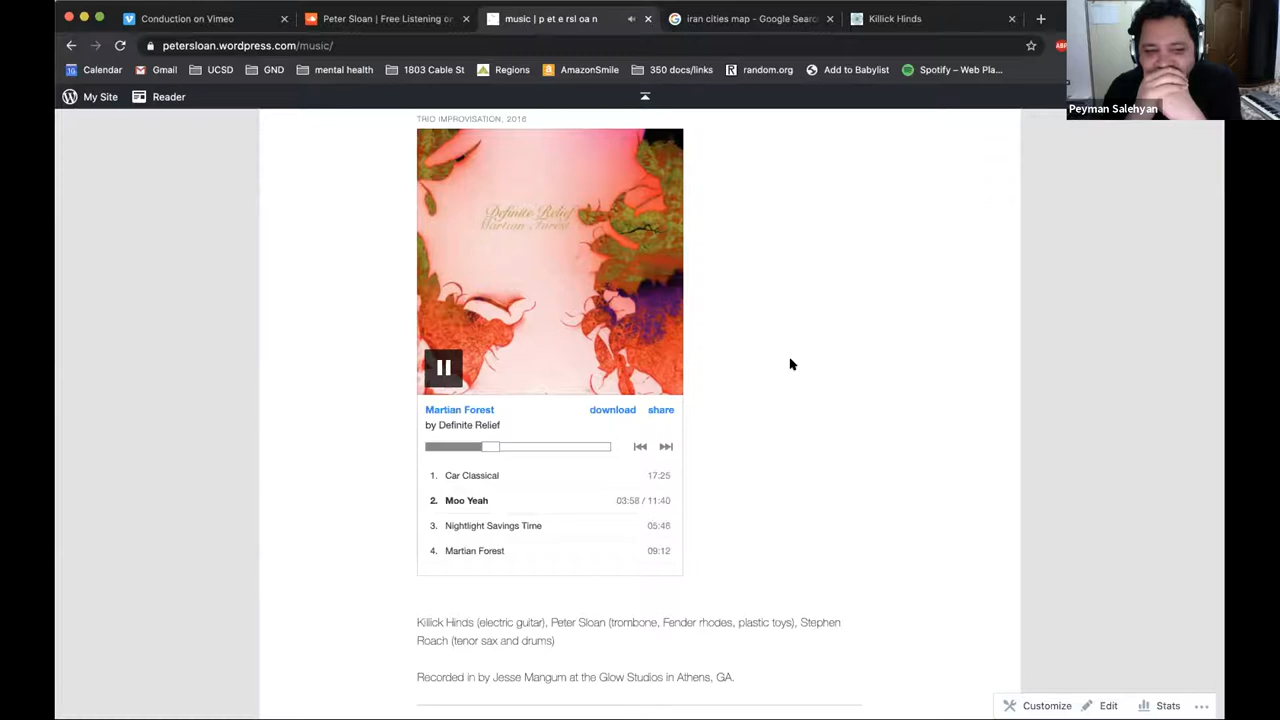 Conduction on Vimeo
Peter Sloan | Free Listening on
music | p et e rsl oa n
iran cities map - Google Searc
Killick Hinds
petersloan.wordpress.com/music/
Calendar
Gmail
UCSD
GND
mental health
1803 Cable St
Regions
AmazonSmile
350 docs/links
random.org
Add to Babylist
Spotify – Web Pla...
ABP
My Site
Reader
Peyman Salehyan
TRIO IMPROVISATION, 2016
Definite Relief
Martian Forest
Martian Forest download share
by Definite Relief
1. Car Classical 17:25
2. Moo Yeah 03:58 / 11:40
3. Nightlight Savings Time 05:46
4. Martian Forest 09:12
Killick Hinds (electric guitar), Peter Sloan (trombone, Fender rhodes, plastic toys), Stephen
Roach (tenor sax and drums)
Recorded in by Jesse Mangum at the Glow Studios in Athens, GA.
Customize
Edit
Stats